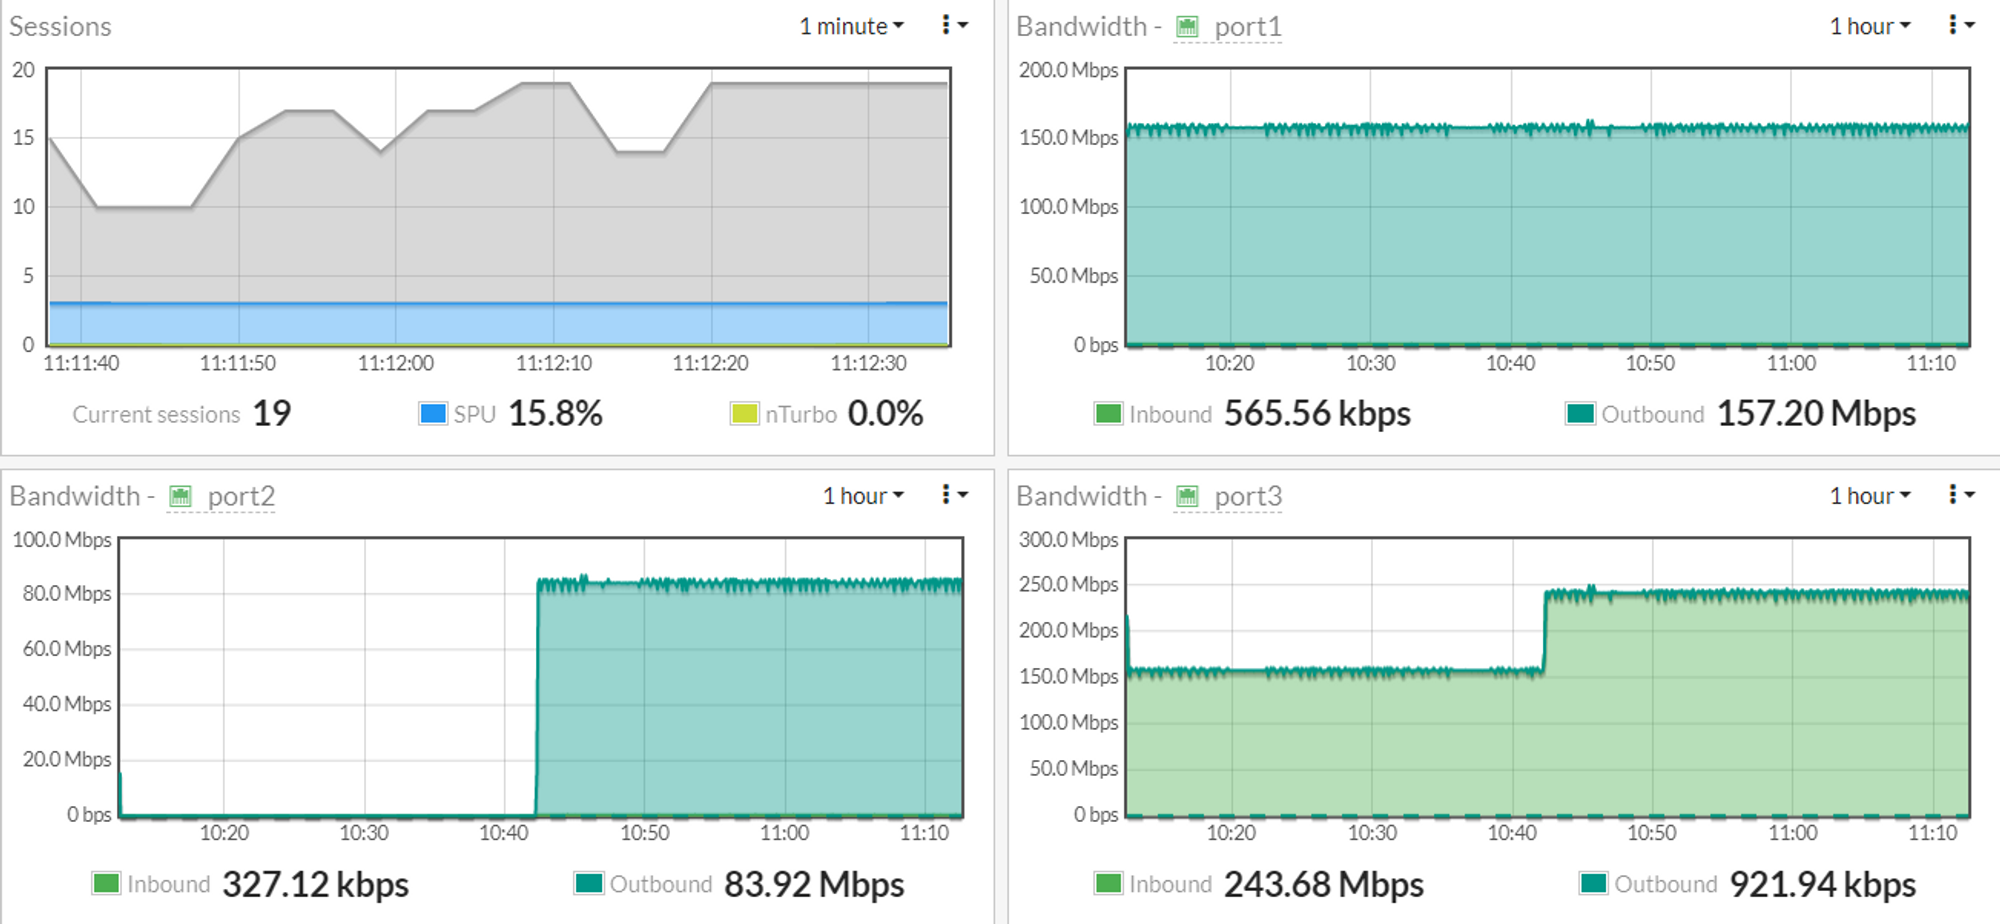 Sessions 1 minute
20
15
10
5
0
11:11:40 11:11:50 11:12:00 11:12:10 11:12:20 11:12:30
Current sessions 19 SPU 15.8% nTurbo 0.0%
Bandwidth - port1 1 hour
200.0 Mbps
150.0 Mbps
100.0 Mbps
50.0 Mbps
0 bps
10:20 10:30 10:40 10:50 11:00 11:10
Inbound 565.56 kbps Outbound 157.20 Mbps
Bandwidth - port2 1 hour
100.0 Mbps
80.0 Mbps
60.0 Mbps
40.0 Mbps
20.0 Mbps
0 bps
10:20 10:30 10:40 10:50 11:00 11:10
Inbound 327.12 kbps Outbound 83.92 Mbps
Bandwidth - port3 1 hour
300.0 Mbps
250.0 Mbps
200.0 Mbps
150.0 Mbps
100.0 Mbps
50.0 Mbps
0 bps
10:20 10:30 10:40 10:50 11:00 11:10
Inbound 243.68 Mbps Outbound 921.94 kbps